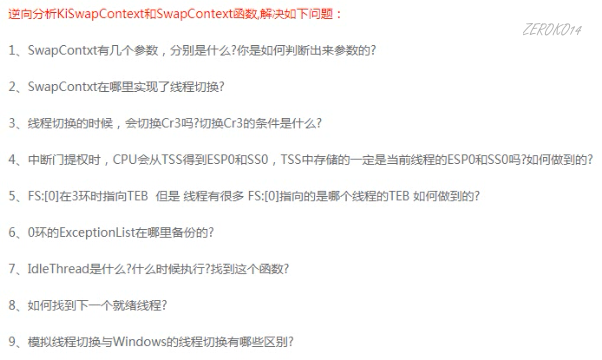 逆向分析KiSwapContext和SwapContext函数,解决如下问题：
ZEROKO14
1、SwapContxt有几个参数，分别是什么?你是如何判断出来参数的?
2、SwapContxt在哪里实现了线程切换?
3、线程切换的时候，会切换Cr3吗?切换Cr3的条件是什么?
4、中断门提权时，CPU会从TSS得到ESP0和SS0，TSS中存储的一定是当前线程的ESP0和SS0吗?如何做到的?
5、FS:[0]在3环时指向TEB  但是 线程有很多 FS:[0]指向的是哪个线程的TEB 如何做到的?
6、0环的ExceptionList在哪里备份的?
7、IdleThread是什么?什么时候执行?找到这个函数?
8、如何找到下一个就绪线程?
9、模拟线程切换与Windows的线程切换有哪些区别?